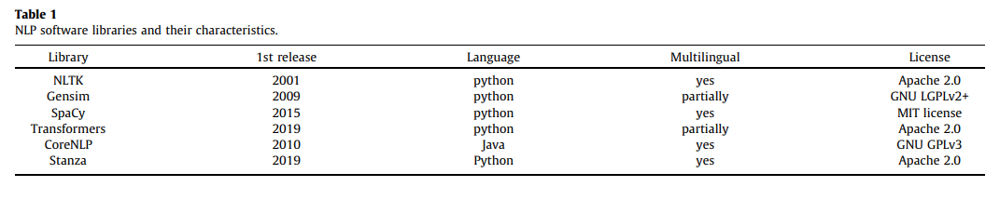 Table 1
NLP software libraries and their characteristics.
Library 1st release Language Multilingual License
NLTK 2001 python yes Apache 2.0
Gensim 2009 python partially GNU LGPLv2+
SpaCy 2015 python yes MIT license
Transformers 2019 python partially Apache 2.0
CoreNLP 2010 Java yes GNU GPLv3
Stanza 2019 Python yes Apache 2.0